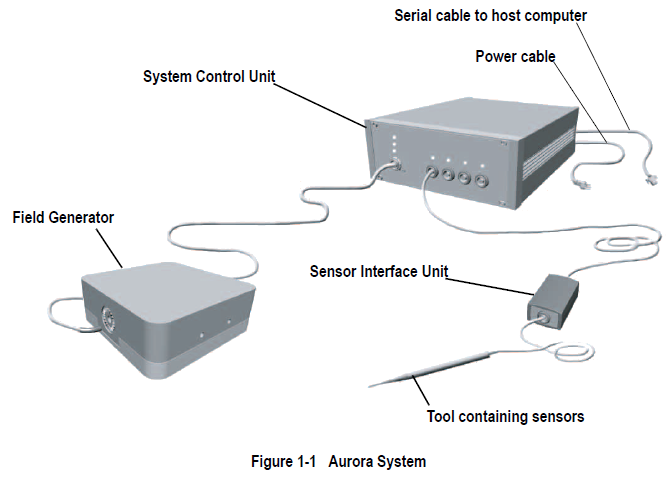 Serial cable to host computer
Power cable
System Control Unit
Field Generator
Sensor Interface Unit
Tool containing sensors
Figure 1-1 Aurora System